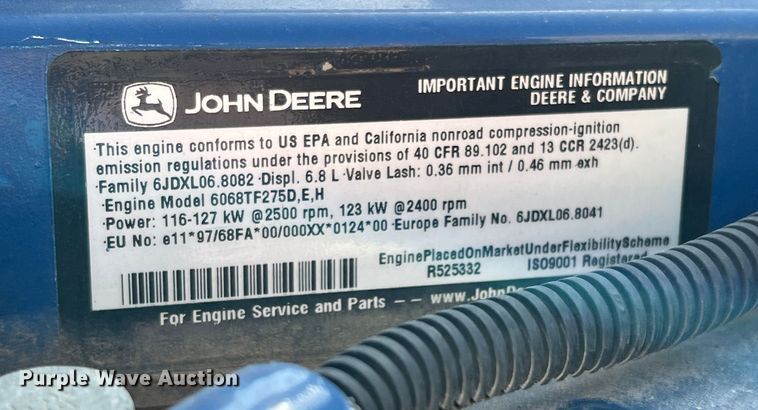 JOHN DEERE
IMPORTANT ENGINE INFORMATION
DEERE & COMPANY
·This engine conforms to US EPA and California nonroad compression-ignition
emission regulations under the provisions of 40 CFR 89.102 and 13 CCR 2423(d).
·Family 6JDXL06.8082 ·Displ. 6.8 L ·Valve Lash: 0.36 mm int / 0.46 mm exh
·Engine Model 6068TF275D,E,H
·Power: 116-127 kW @2500 rpm, 123 kW @2400 rpm
·EU No: e11*97/68FA*00/000XX*0124*00 ·Europe Family No. 6JDXL06.8041
EnginePlacedOnMarketUnderFlexibilityScheme
R525332 ISO9001 Registered
For Engine Service and Parts –– www.JohnDe
Purple Wave Auction